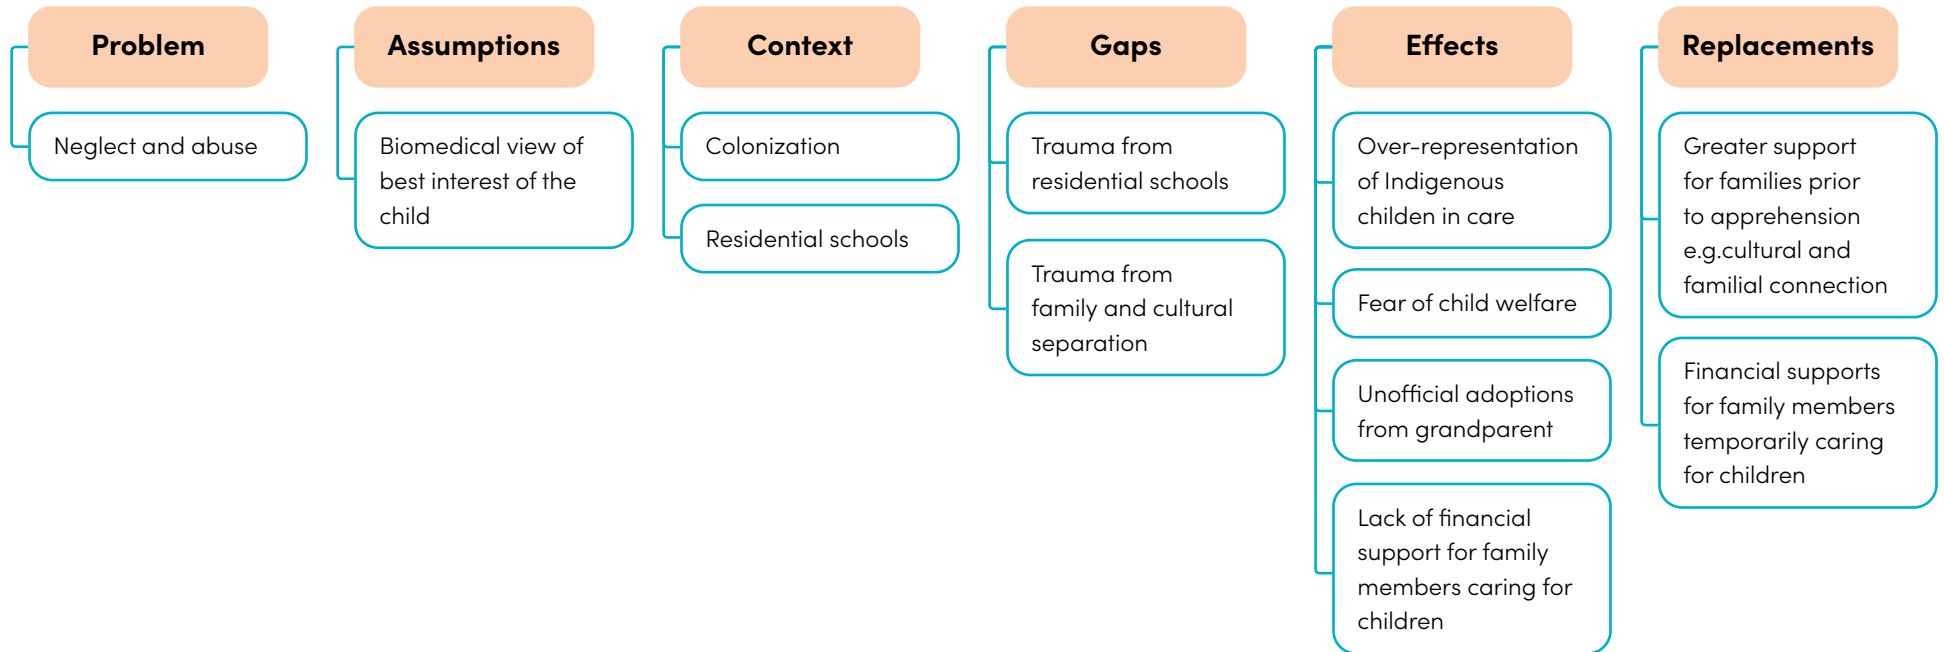 Problem
Neglect and abuse
Assumptions
Biomedical view of
best interest of the
child
Context
Colonization
Residential schools
Gaps
Trauma from
residential schools
Trauma from
family and cultural
separation
Effects
Over-representation
of Indigenous
childen in care
Fear of child welfare
Unofficial adoptions
from grandparent
Lack of financial
support for family
members caring for
children
Replacements
Greater support
for families prior
to apprehension
e.g.cultural and
familial connection
Financial supports
for family members
temporarily caring
for children